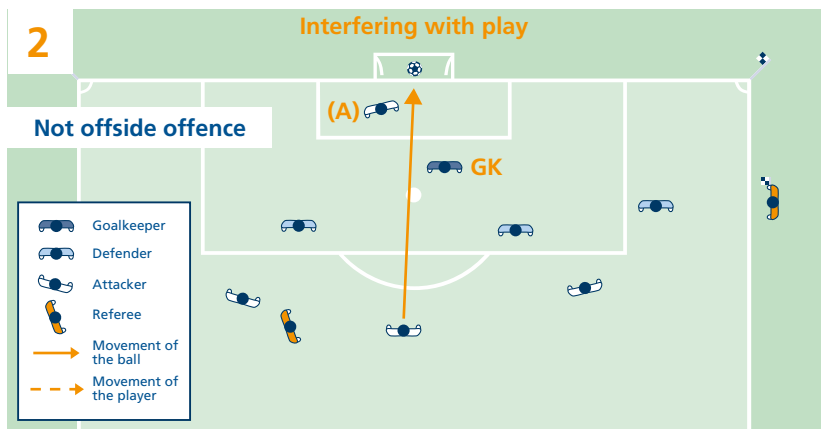 2
Interfering with play
(A)
Not offside offence
GK
Goalkeeper
Defender
Attacker
Referee
Movement of
the ball
Movement of
the player